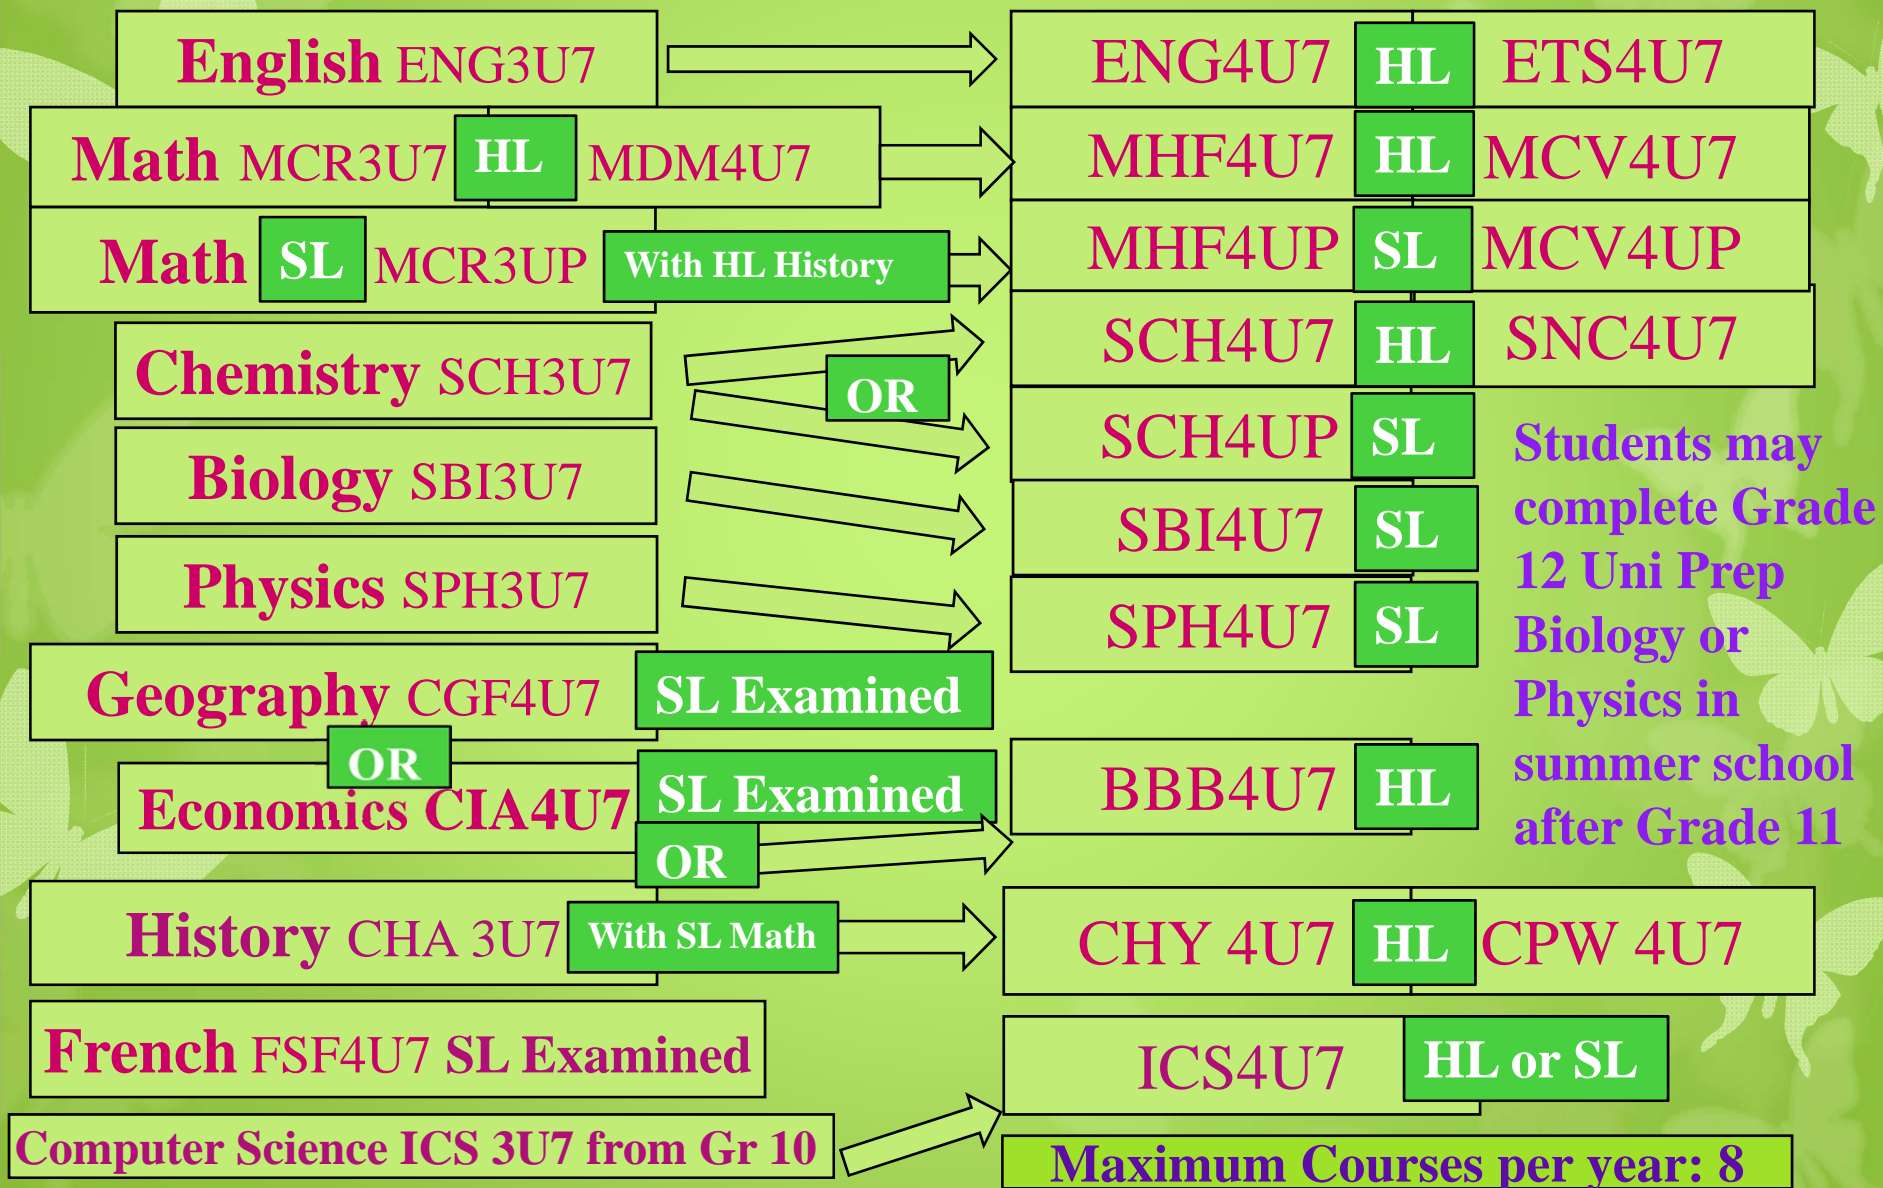 English ENG3U7
ENG4U7 HL ETS4U7
Math MCR3U7 HL MDM4U7
MHF4U7 HL MCV4U7
Math SL MCR3UP With HL History
MHF4UP SL MCV4UP
Chemistry SCH3U7
OR
SCH4U7 HL SNC4U7
SCH4UP SL
Biology SBI3U7
SBI4U7 SL
Physics SPH3U7
SPH4U7 SL
Students may
complete Grade
12 Uni Prep
Biology or
Physics in
summer school
after Grade 11
Geography CGF4U7 SL Examined
OR
Economics CIA4U7 SL Examined
OR
BBB4U7 HL
History CHA 3U7 With SL Math
CHY 4U7 HL CPW 4U7
French FSF4U7 SL Examined
ICS4U7 HL or SL
Computer Science ICS 3U7 from Gr 10
Maximum Courses per year: 8